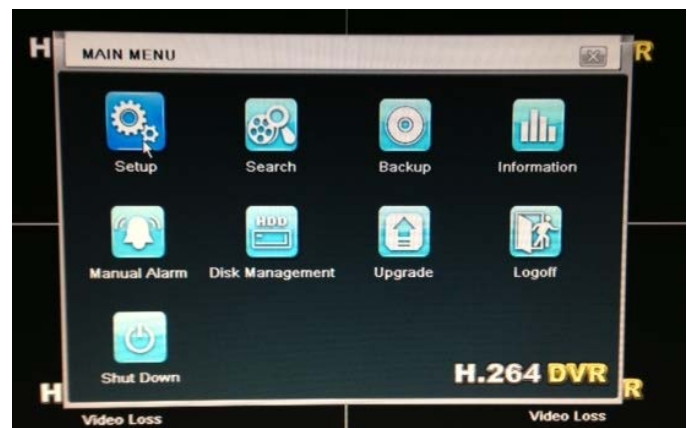 H
MAIN MENU
R
Setup
Search
Backup
Information
HDD
Manual Alarm
Disk Management
Upgrade
Logoff
Shut Down
H.264 DVR
H
R
Video Loss
Video Loss